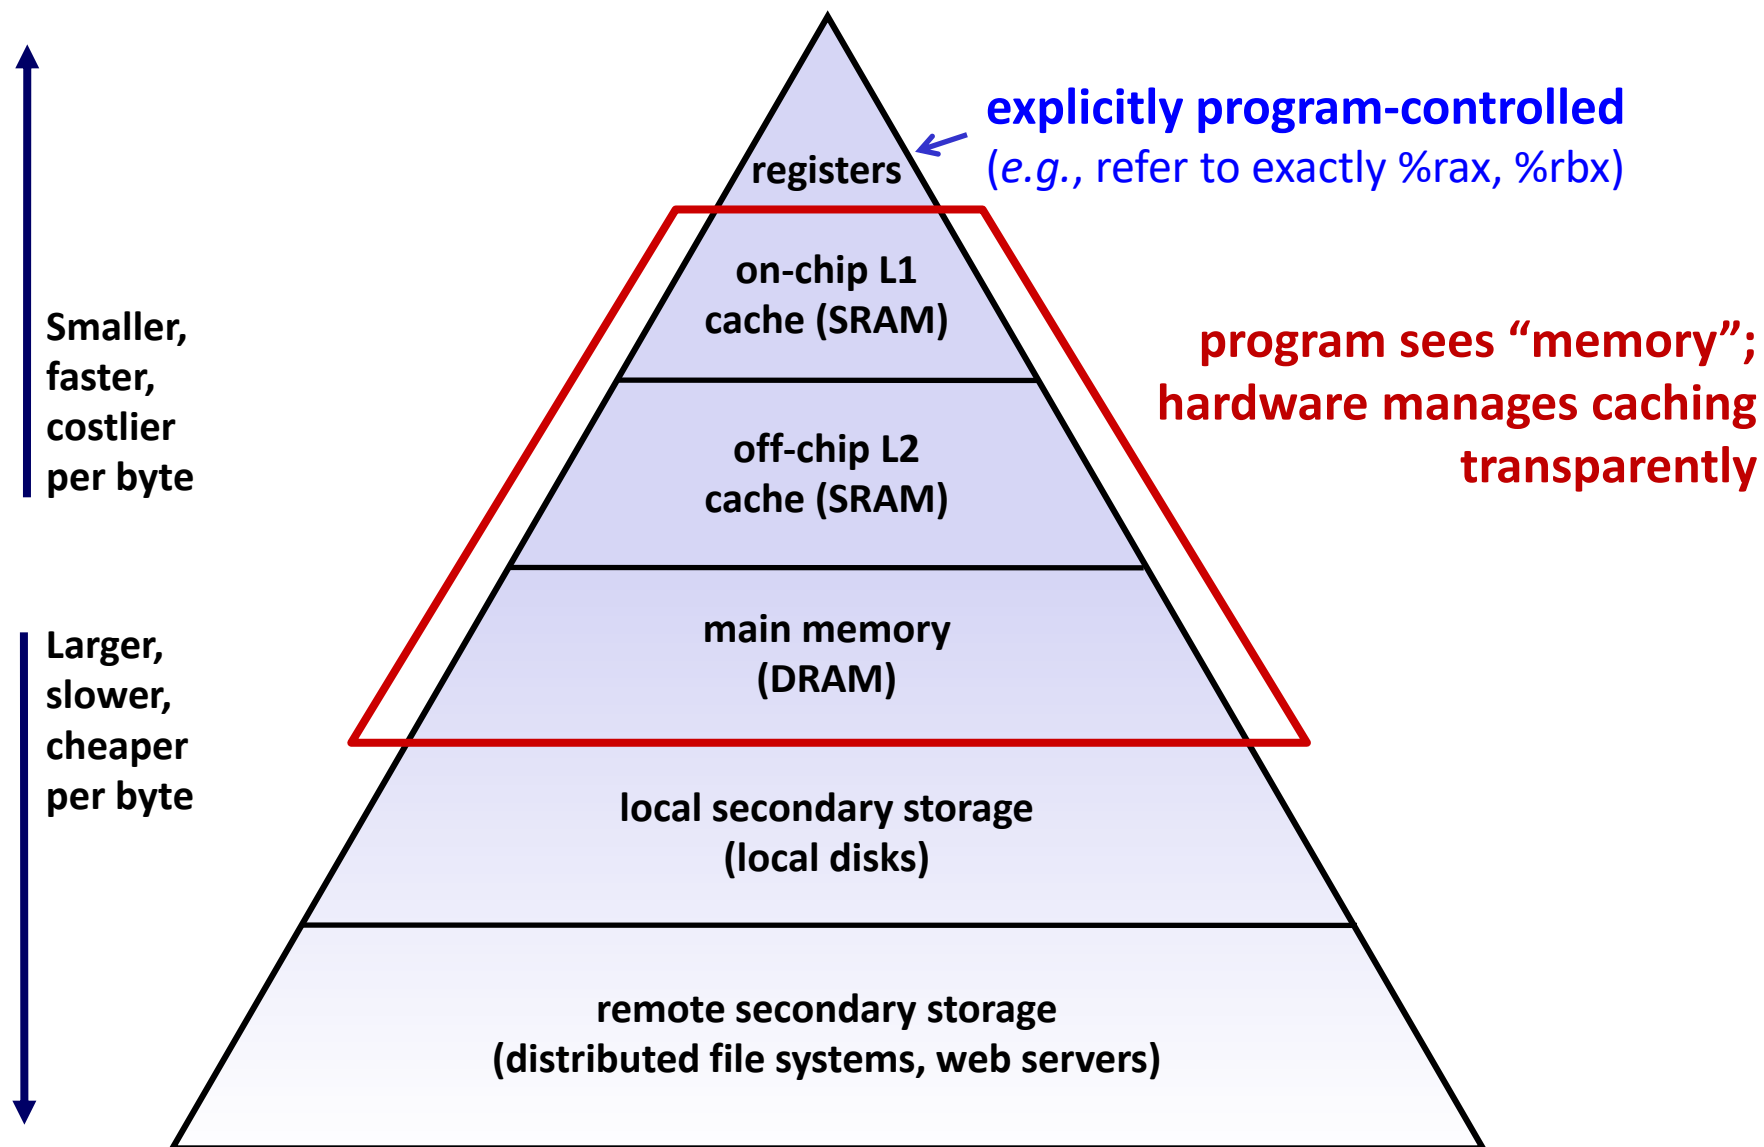 explicitly program-controlled
(e.g., refer to exactly %rax, %rbx)
registers
on-chip L1
cache (SRAM)
Smaller,
faster,
costlier
per byte
program sees “memory”;
hardware manages caching
transparently
off-chip L2
cache (SRAM)
main memory
(DRAM)
Larger,
slower,
cheaper
per byte
local secondary storage
(local disks)
remote secondary storage
(distributed file systems, web servers)